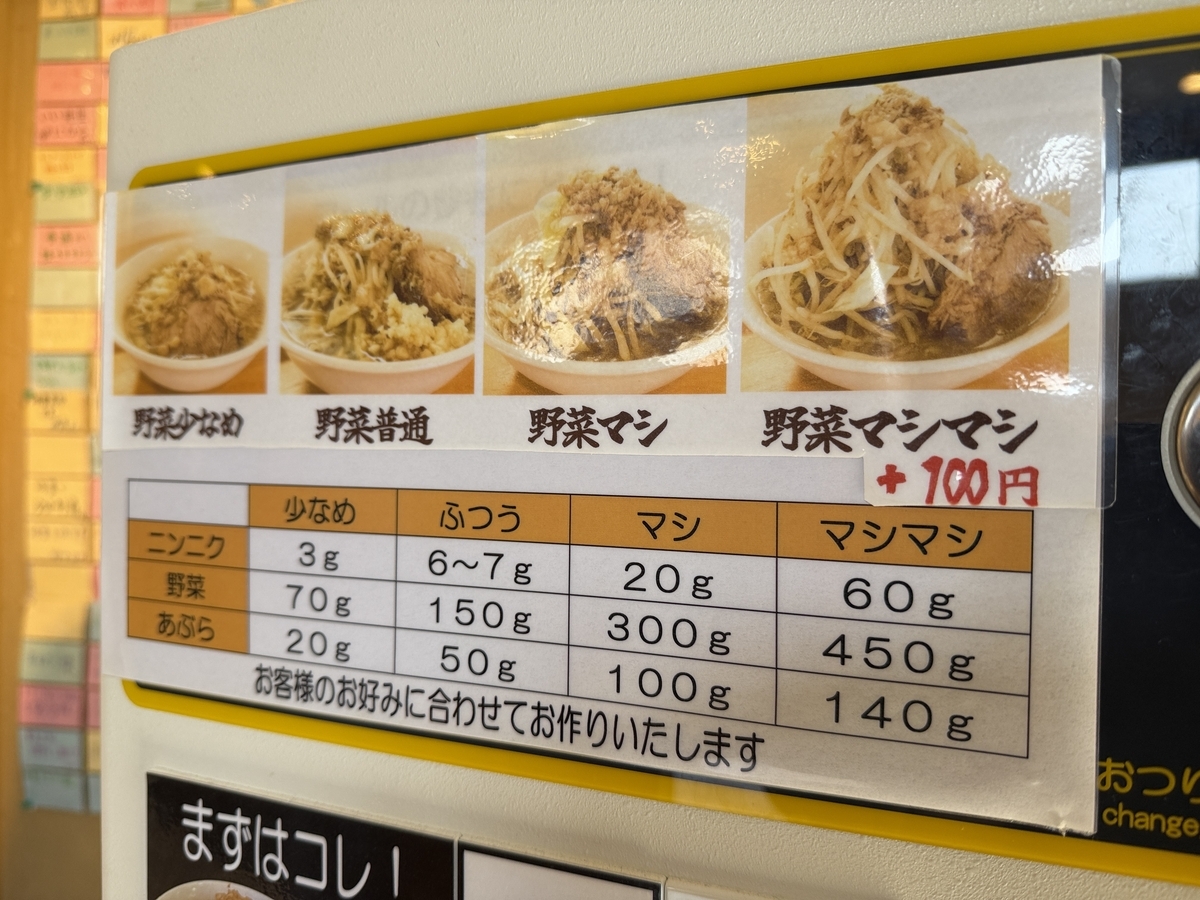 野菜少なめ 野菜普通 野菜マシ 野菜マシマシ
+100円
少なめ ふつう マシ マシマシ
ニンニク 3g 6〜7g 20g 60g
野菜 70g 150g 300g 450g
あぶら 20g 50g 100g 140g
お客様のお好みに合わせてお作りいたします
おつり
change
まずはコレ!